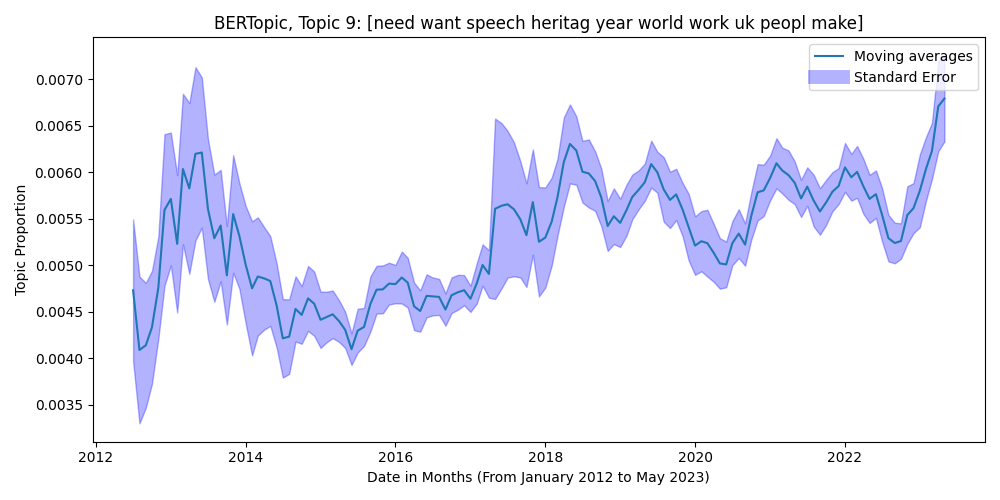 BERTopic, Topic 9: [need want speech heritag year world work uk peopl make]
Moving averages
Standard Error
Topic Proportion
0.0070
0.0065
0.0060
0.0055
0.0050
0.0045
0.0040
0.0035
2012 2014 2016 2018 2020 2022
Date in Months (From January 2012 to May 2023)